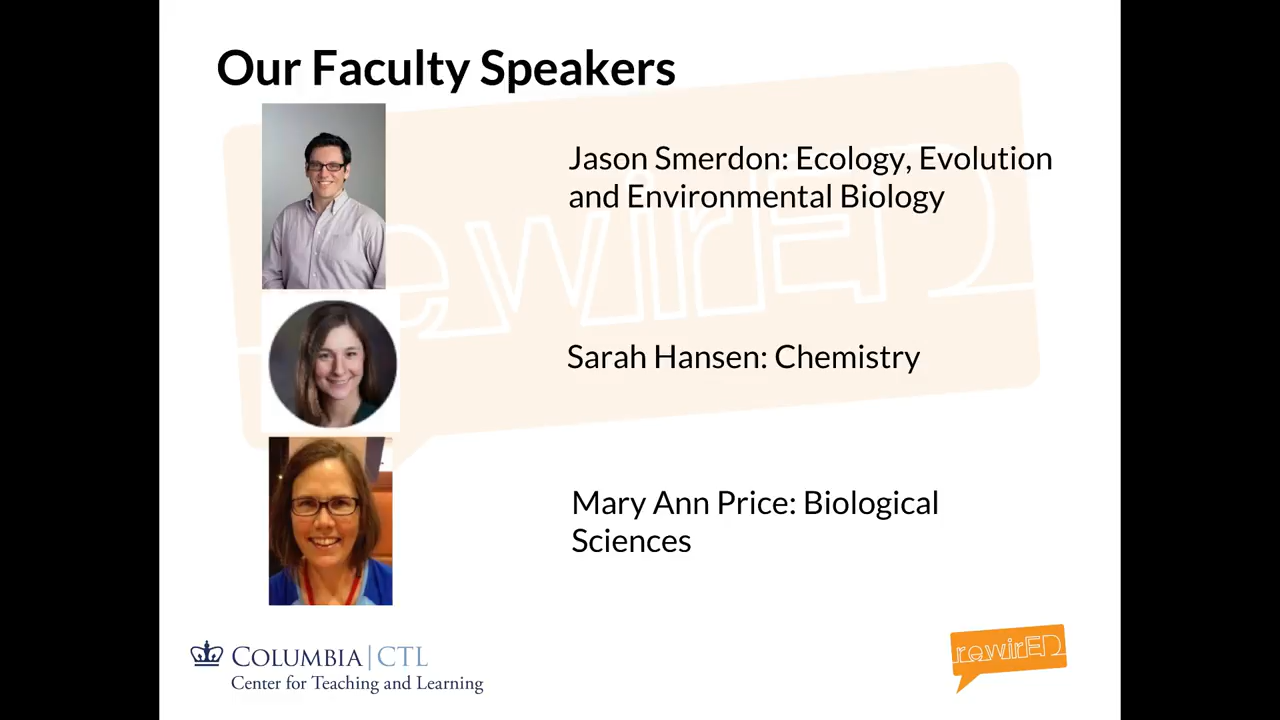 Our Faculty Speakers
Jason Smerdon: Ecology, Evolution
and Environmental Biology
Sarah Hansen: Chemistry
Mary Ann Price: Biological
Sciences
COLUMBIA | CTL
Center for Teaching and Learning
rewirED
rewirED